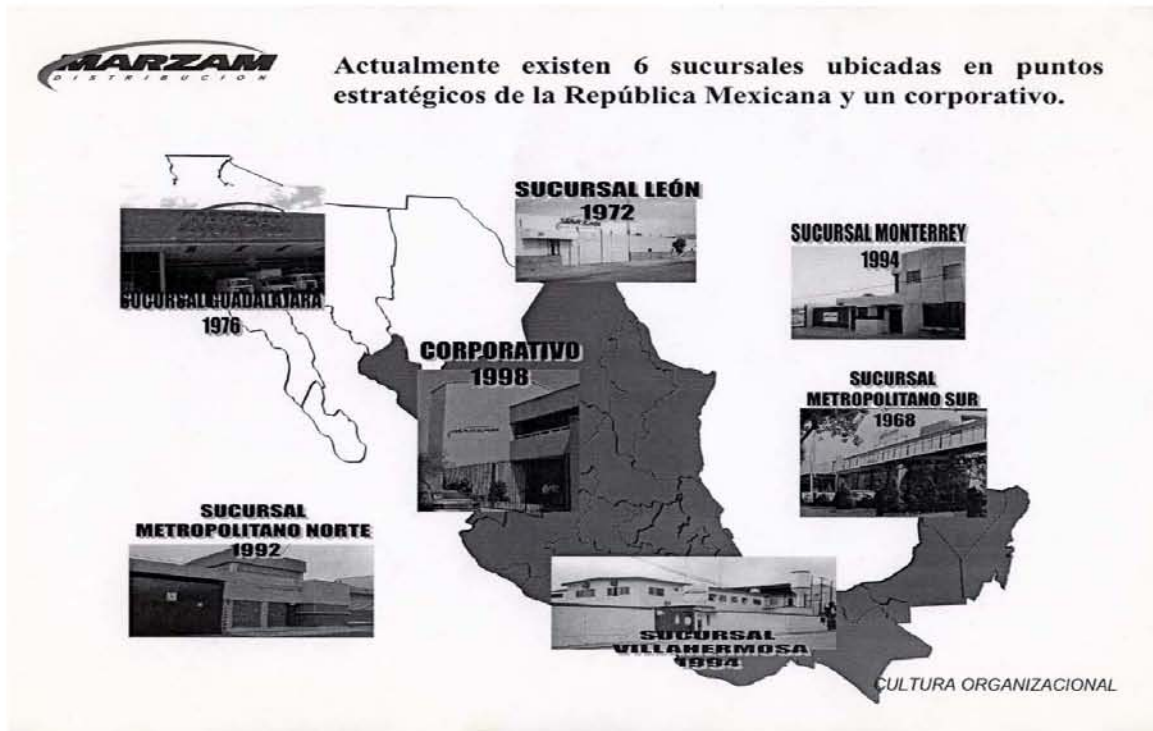 MARZAM
DISTRIBUCION
Actualmente existen 6 sucursales ubicadas en puntos
estratégicos de la República Mexicana y un corporativo.
SUCURSAL LEÓN
1972
SUCURSAL MONTERREY
1994
MARZAM
SUCURSAL GUADALAJARA
1976
CORPORATIVO
1998
MARZAM
SUCURSAL
METROPOLITANO SUR
1968
SUCURSAL
METROPOLITANO NORTE
1992
SUCURSAL
VILLAHERMOSA
1994
CULTURA ORGANIZACIONAL